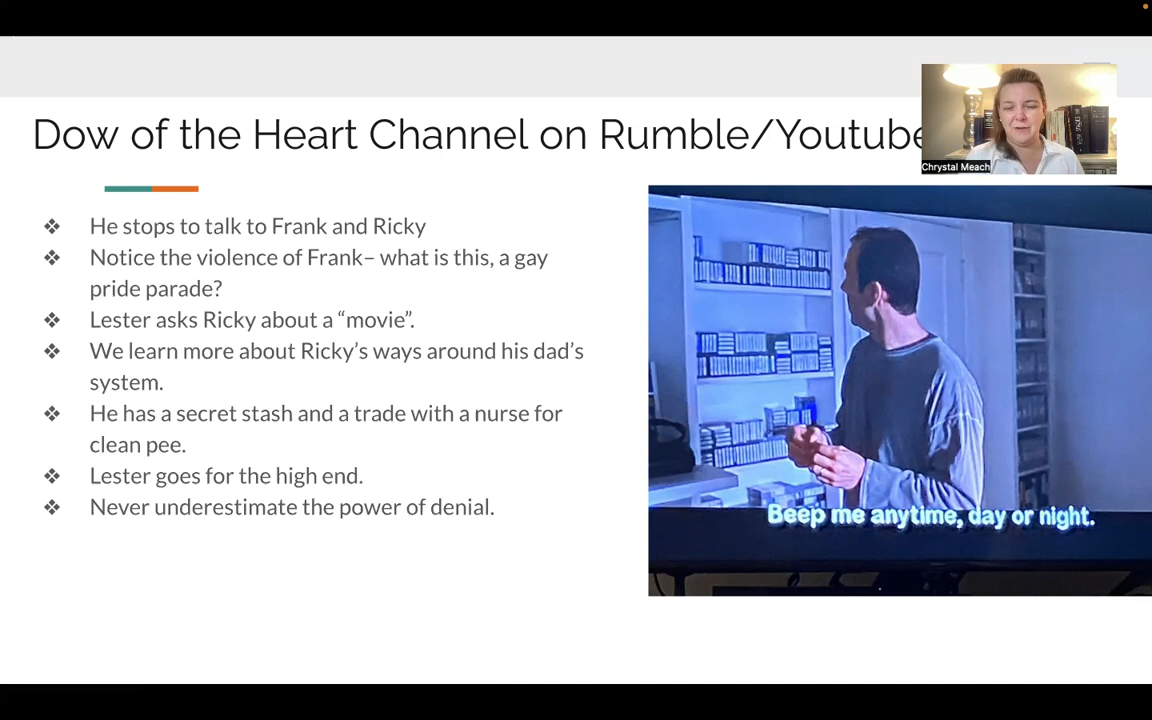 Dow of the Heart Channel on Rumble/Youtube
Chrystal Meach
❖ He stops to talk to Frank and Ricky
❖ Notice the violence of Frank– what is this, a gay
pride parade?
❖ Lester asks Ricky about a “movie”.
❖ We learn more about Ricky’s ways around his dad’s
system.
❖ He has a secret stash and a trade with a nurse for
clean pee.
❖ Lester goes for the high end.
❖ Never underestimate the power of denial.
Beep me anytime, day or night.